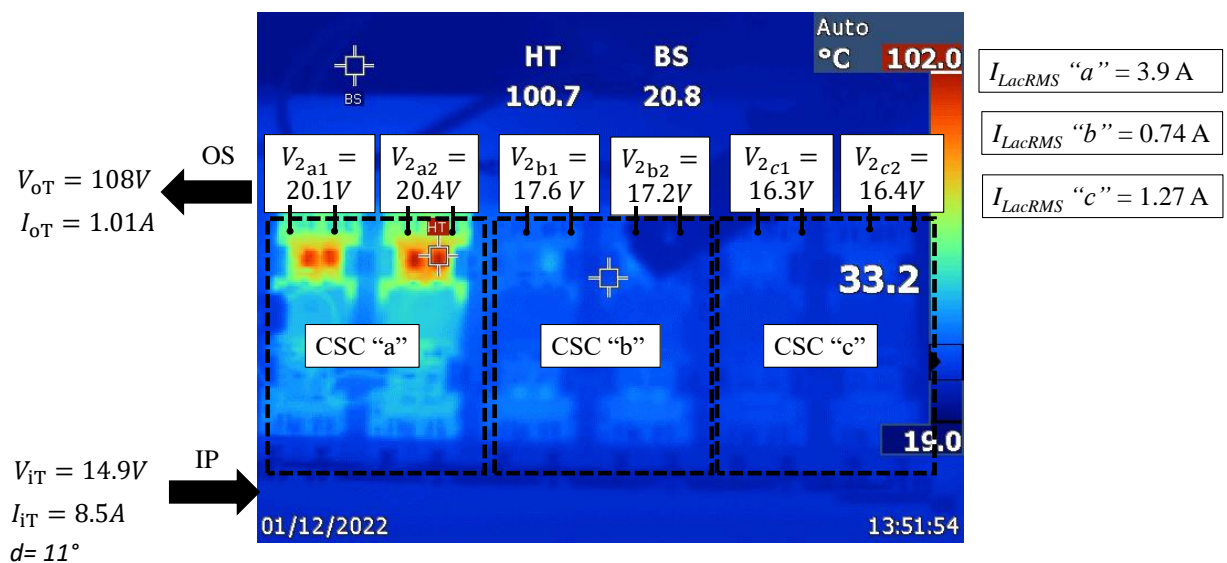 Auto
°C 102.0
HT BS
100.7 20.8
BS
I_LacRMS “a” = 3.9 A
I_LacRMS “b” = 0.74 A
I_LacRMS “c” = 1.27 A
OS
V_oT = 108V
I_oT = 1.01A
V_2a1 =
20.1V
V_2a2 =
20.4V
V_2b1 =
17.6 V
V_2b2 =
17.2V
V_2c1 =
16.3V
V_2c2 =
16.4V
HT
33.2
CSC “a”
CSC “b”
CSC “c”
19.0
IP
V_iT = 14.9V
I_iT = 8.5A
d= 11°
01/12/2022
13:51:54